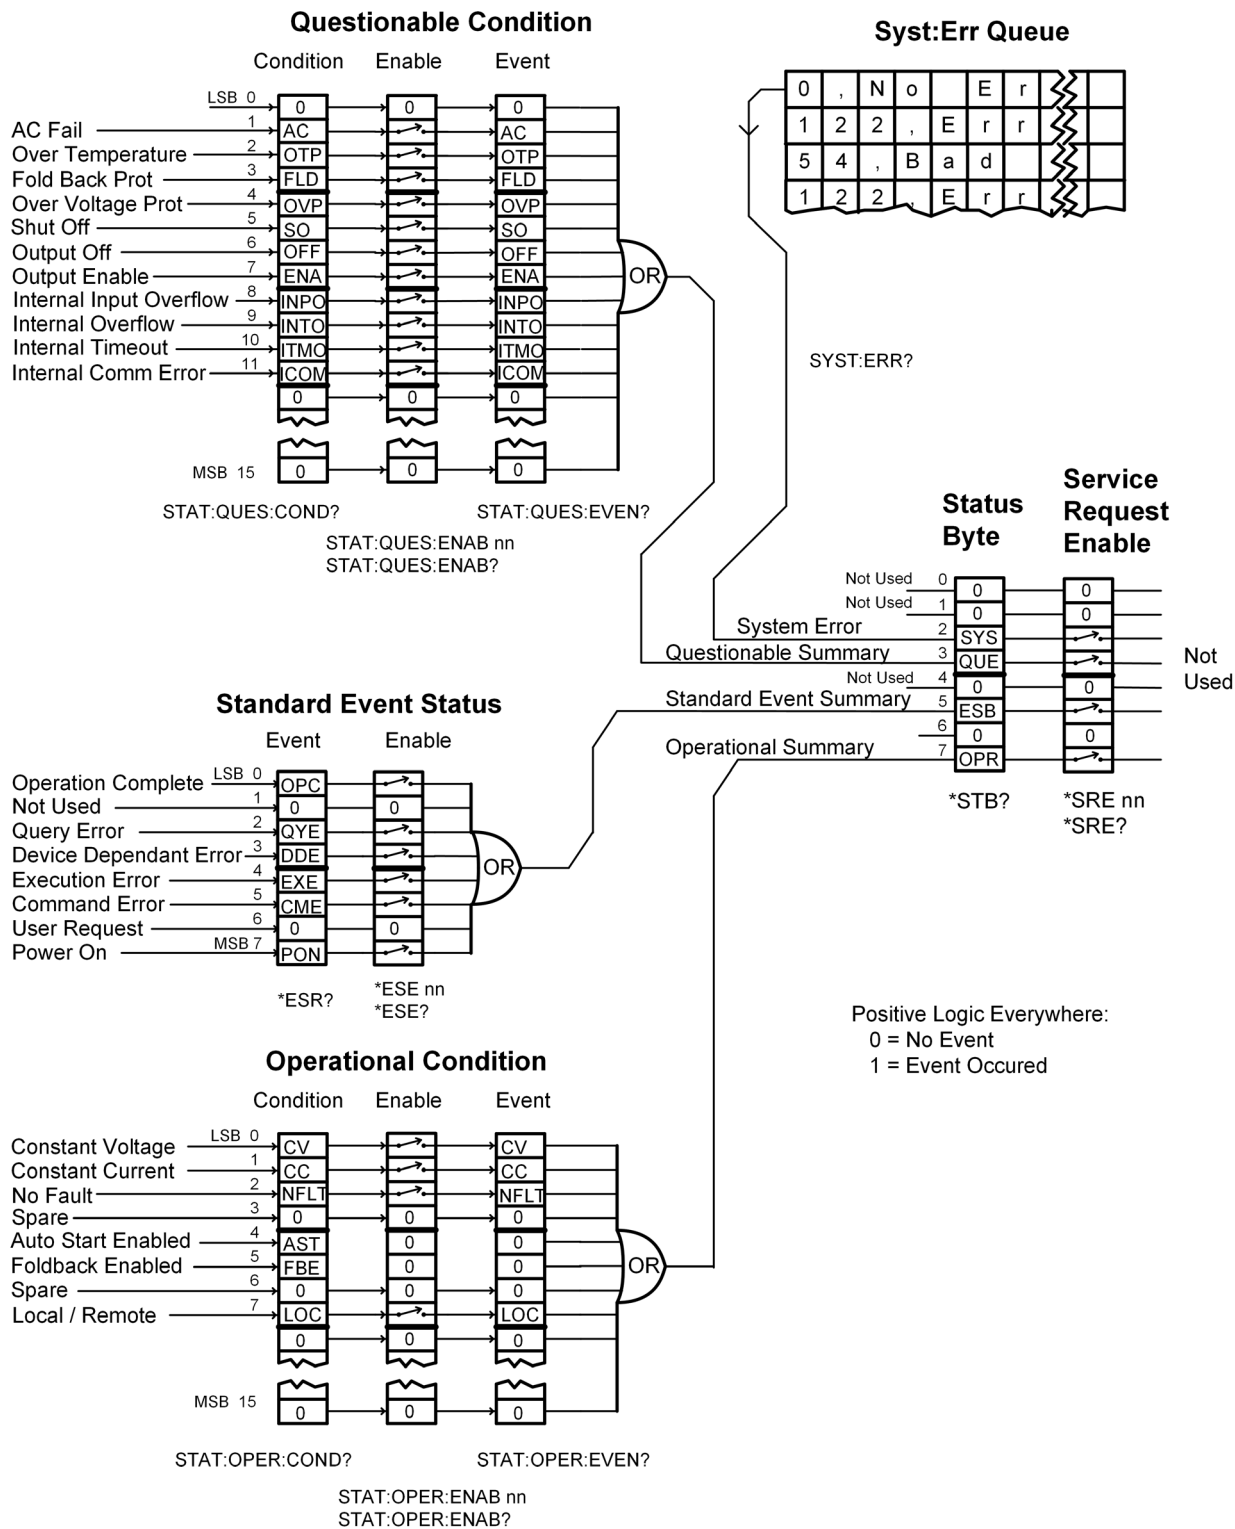 Questionable Condition
Condition Enable Event
LSB 0 0 0 0
AC Fail 1 AC AC
Over Temperature 2 OTP OTP
Fold Back Prot 3 FLD FLD
Over Voltage Prot 4 OVP OVP
Shut Off 5 SO SO
Output Off 6 OFF OFF
Output Enable 7 ENA ENA
OR
Internal Input Overflow 8 INPO INPO
Internal Overflow 9 INTO INTO
Internal Timeout 10 ITMO ITMO
Internal Comm Error 11 ICOM ICOM
0 0 0
MSB 15 0 0 0
STAT:QUES:COND? STAT:QUES:EVEN?
STAT:QUES:ENAB nn
STAT:QUES:ENAB?
Syst:Err Queue
0 , N o E r
1 2 2 , E r r
5 4 , B a d
1 2 2 , E r r
SYST:ERR?
Status
Byte
Service
Request
Enable
Not Used 0 0 0
Not Used 1 0 0
System Error 2 SYS
Questionable Summary 3 QUE
Not Used 4 0 0
Standard Event Summary 5 ESB
6 0 0
Operational Summary 7 OPR
Not
Used
*STB? *SRE nn
*SRE?
Standard Event Status
Event Enable
Operation Complete LSB 0 OPC
Not Used 1 0 0
Query Error 2 QYE
Device Dependant Error 3 DDE
OR
Execution Error 4 EXE
Command Error 5 CME
User Request 6 0 0
Power On MSB 7 PON
*ESR? *ESE nn
*ESE?
Positive Logic Everywhere:
0 = No Event
1 = Event Occured
Operational Condition
Condition Enable Event
Constant Voltage LSB 0 CV CV
Constant Current 1 CC CC
No Fault 2 NFLT NFLT
Spare 3 0 0 0
Auto Start Enabled 4 AST 0 0
Foldback Enabled 5 FBE 0 0
OR
Spare 6 0 0 0
Local / Remote 7 LOC LOC
0 0 0
MSB 15 0 0 0
STAT:OPER:COND? STAT:OPER:EVEN?
STAT:OPER:ENAB nn
STAT:OPER:ENAB?